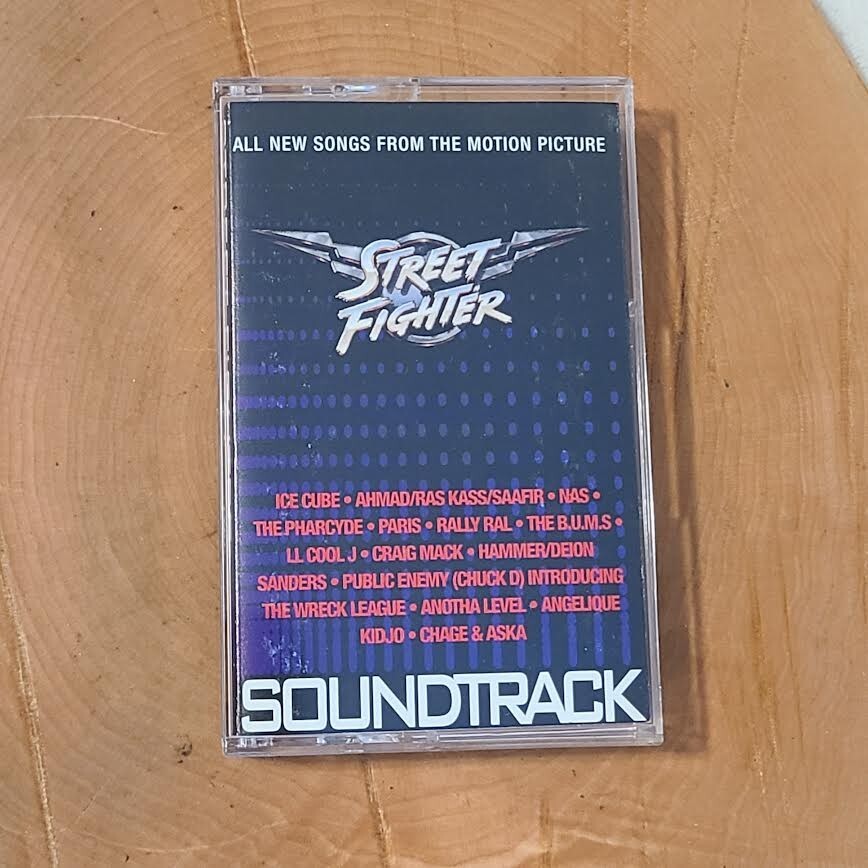 ALL NEW SONGS FROM THE MOTION PICTURE
STREET
FIGHTER
ICE CUBE • AHMAD/RAS KASS/SAAFIR • NAS •
THE PHARCYDE • PARIS • RALLY RAL • THE B.U.M.S •
LL COOL J • CRAIG MACK • HAMMER/DEION
SANDERS • PUBLIC ENEMY (CHUCK D) INTRODUCING
THE WRECK LEAGUE • ANOTHA LEVEL • ANGELIQUE
KIDJO • CHAGE & ASKA
SOUNDTRACK